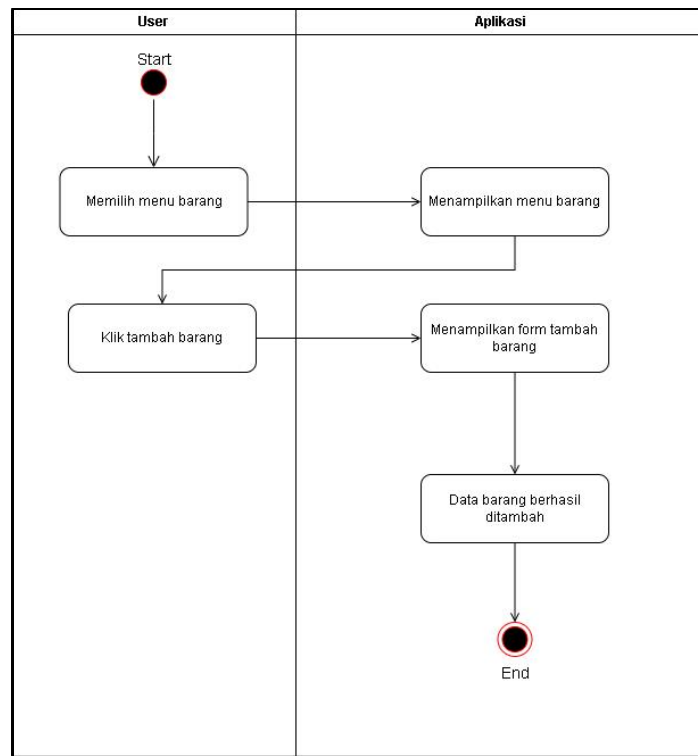 User
Aplikasi
Start
Memilih menu barang
Menampilkan menu barang
Klik tambah barang
Menampilkan form tambah
barang
Data barang berhasil
ditambah
End